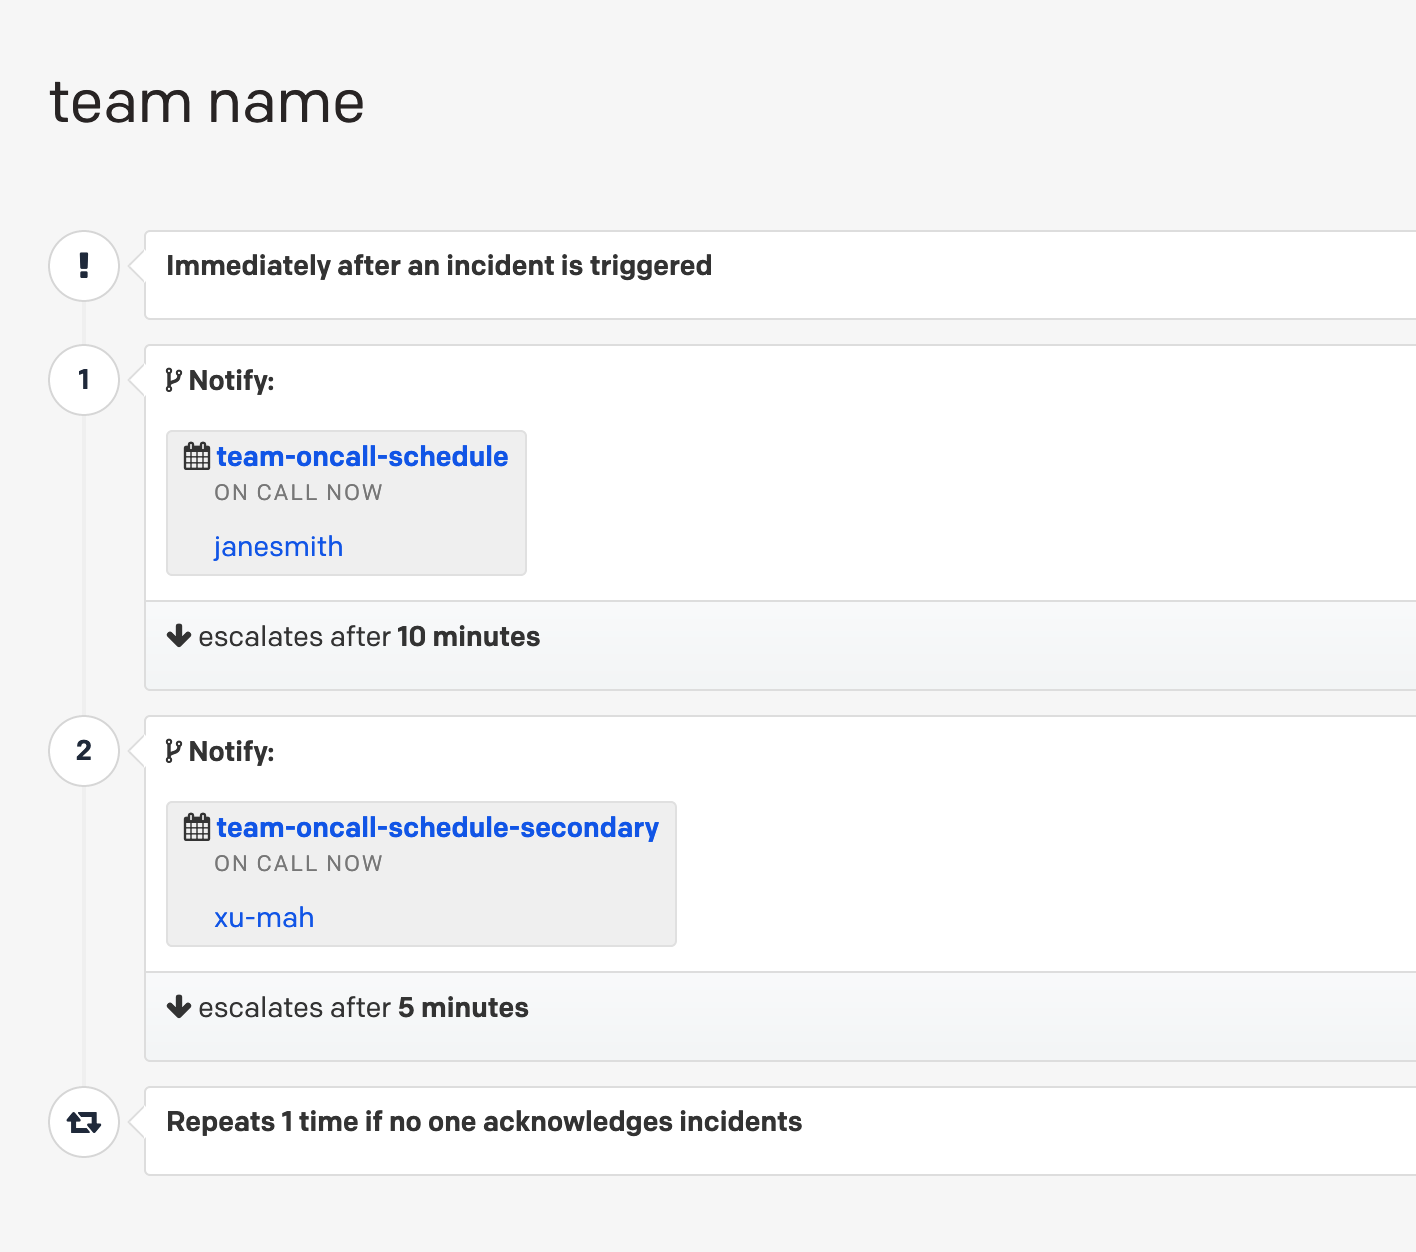 team name
!
Immediately after an incident is triggered
1
Notify:
team-oncall-schedule
ON CALL NOW
janesmith
escalates after 10 minutes
2
Notify:
team-oncall-schedule-secondary
ON CALL NOW
xu-mah
escalates after 5 minutes
Repeats 1 time if no one acknowledges incidents